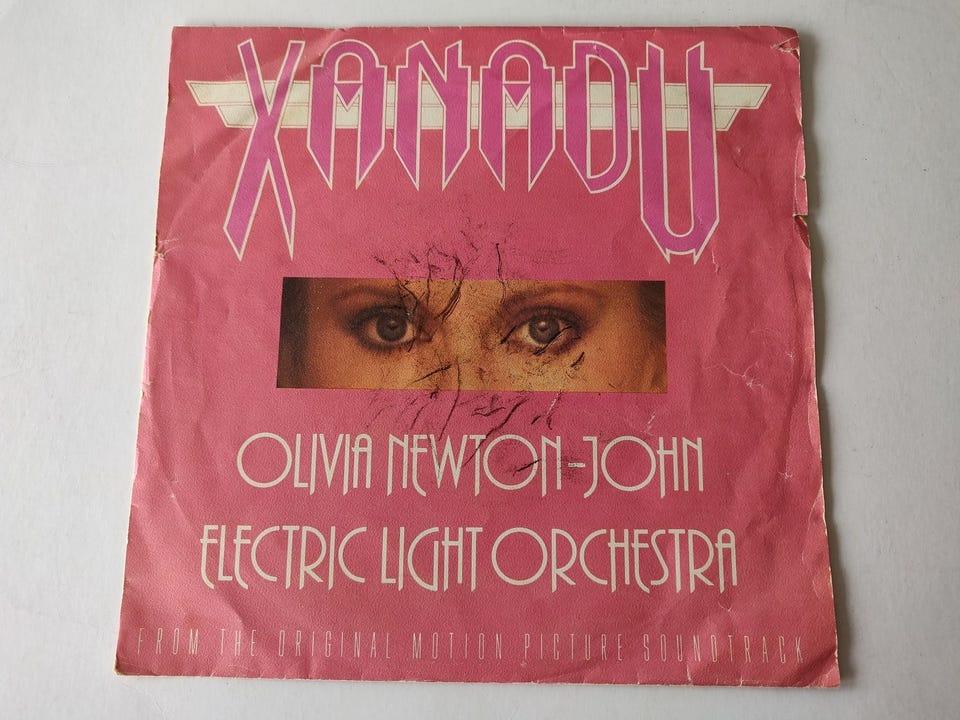 XANADU
OLIVIA NEWTON-JOHN
ELECTRIC LIGHT ORCHESTRA
FROM THE ORIGINAL MOTION PICTURE SOUNDTRACK